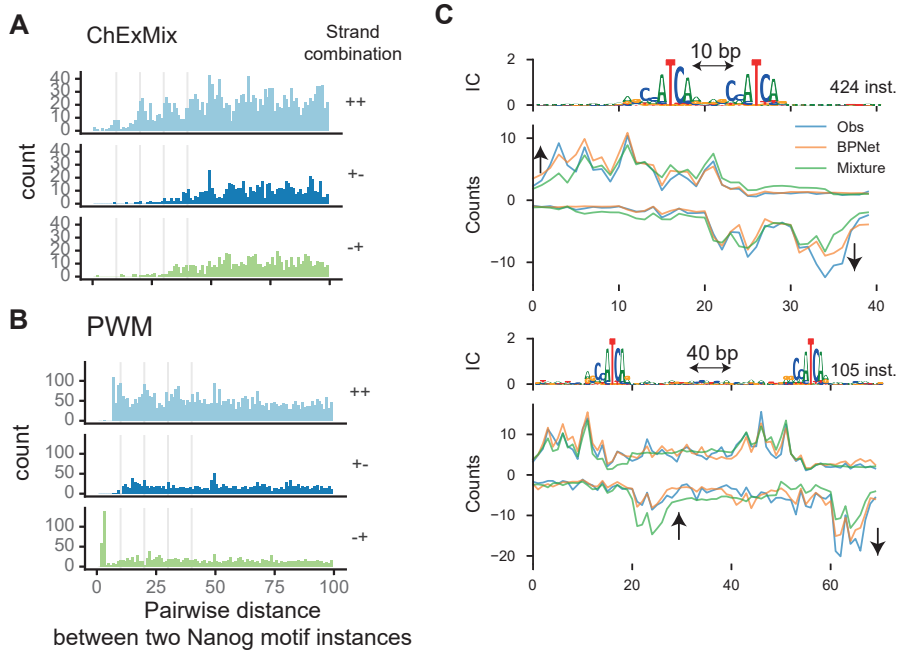 A
ChExMix
Strand
combination
count
40
30
20
10
0
++
40
30
20
10
0
+-
40
30
20
10
0
-+
B
PWM
count
100
50
0
++
100
50
0
+-
100
50
0
-+
0 25 50 75 100
Pairwise distance
between two Nanog motif instances
C
IC
2
0
10 bp
424 inst.
Counts
10
0
−10
Obs
BPNet
Mixture
0 10 20 30 40
IC
2
0
40 bp
105 inst.
Counts
10
0
−10
−20
0 20 40 60